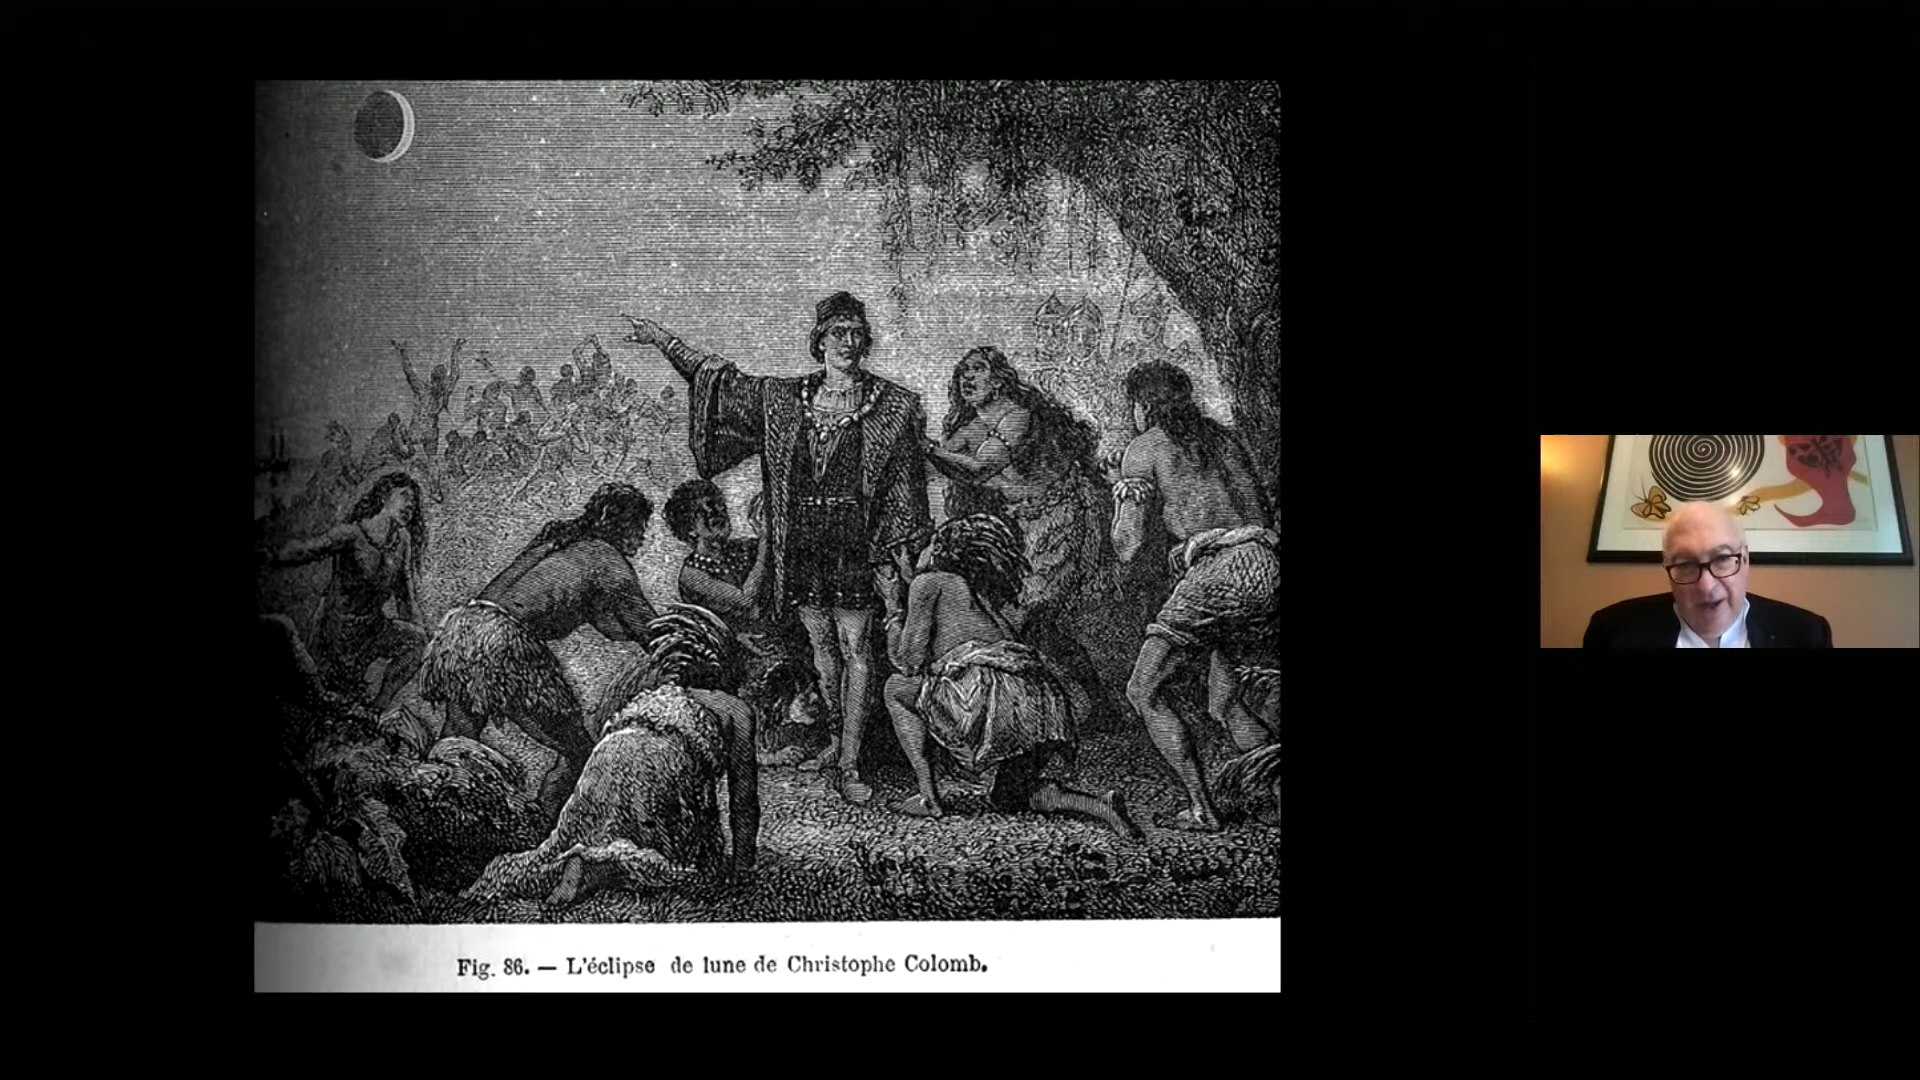 Fig. 86. — L'éclipse de lune de Christophe Colomb.